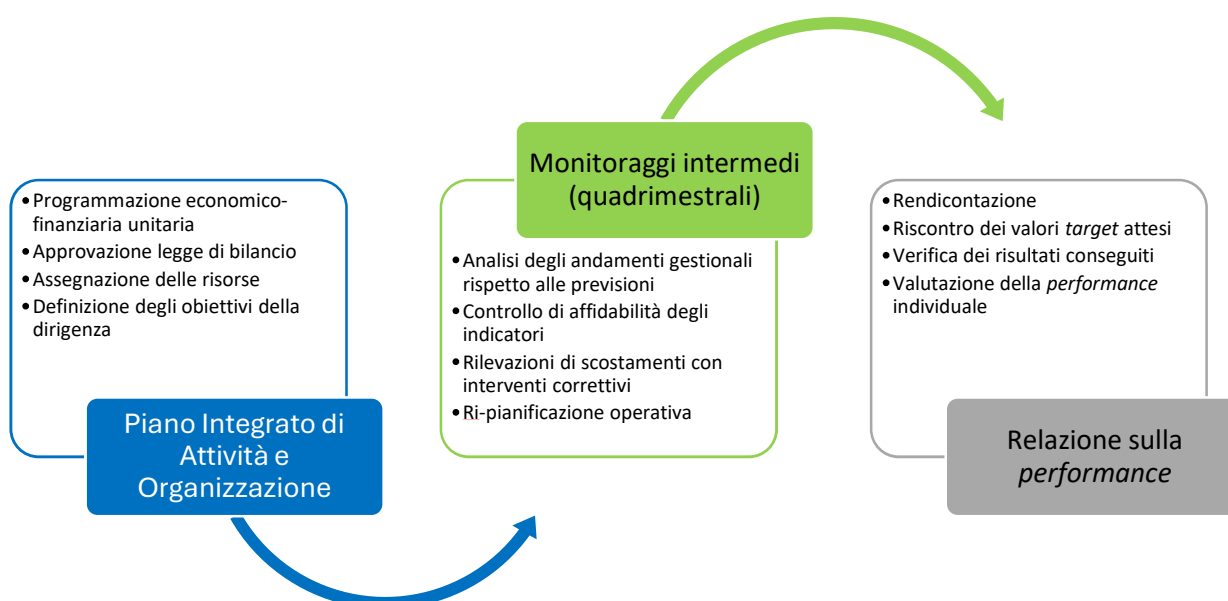 •Programmazione economico-
finanziaria unitaria
•Approvazione legge di bilancio
•Assegnazione delle risorse
•Definizione degli obiettivi della
dirigenza
Piano Integrato di
Attività e
Organizzazione
Monitoraggi intermedi
(quadrimestrali)
•Analisi degli andamenti gestionali
rispetto alle previsioni
•Controllo di affidabilità degli
indicatori
•Rilevazioni di scostamenti con
interventi correttivi
•Ri-pianificazione operativa
•Rendicontazione
•Riscontro dei valori target attesi
•Verifica dei risultati conseguiti
•Valutazione della performance
individuale
Relazione sulla
performance